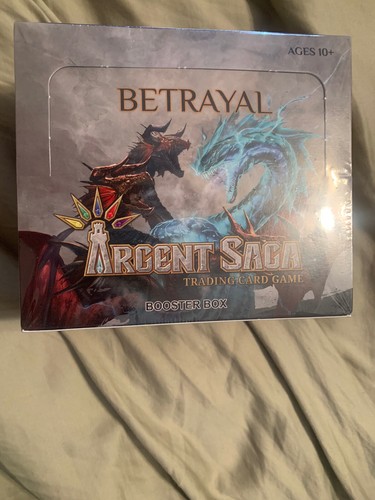 AGES 10+
BETRAYAL
ARGENT SAGA
TRADING CARD GAME
BOOSTER BOX